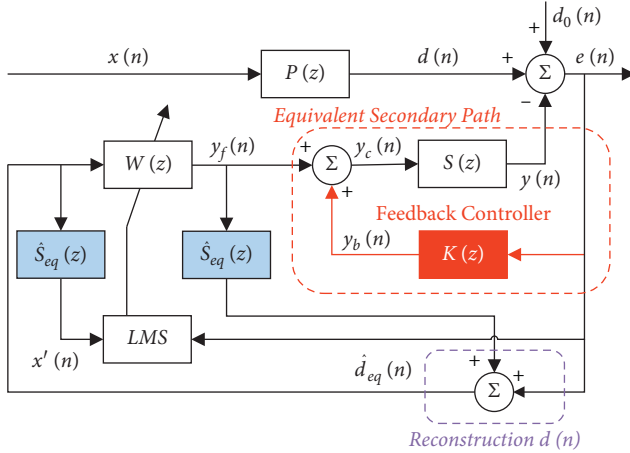 d₀ (n)
x (n)
P (z)
d (n)
+
+
Σ
e (n)
−
Equivalent Secondary Path
W (z)
y_f (n)
+
Σ
+
y_c (n)
S (z)
y (n)
Feedback Controller
Ŝ_eq (z)
Ŝ_eq (z)
y_b (n)
K (z)
LMS
x' (n)
d̂_eq (n)
+
Σ
+
Reconstruction d (n)